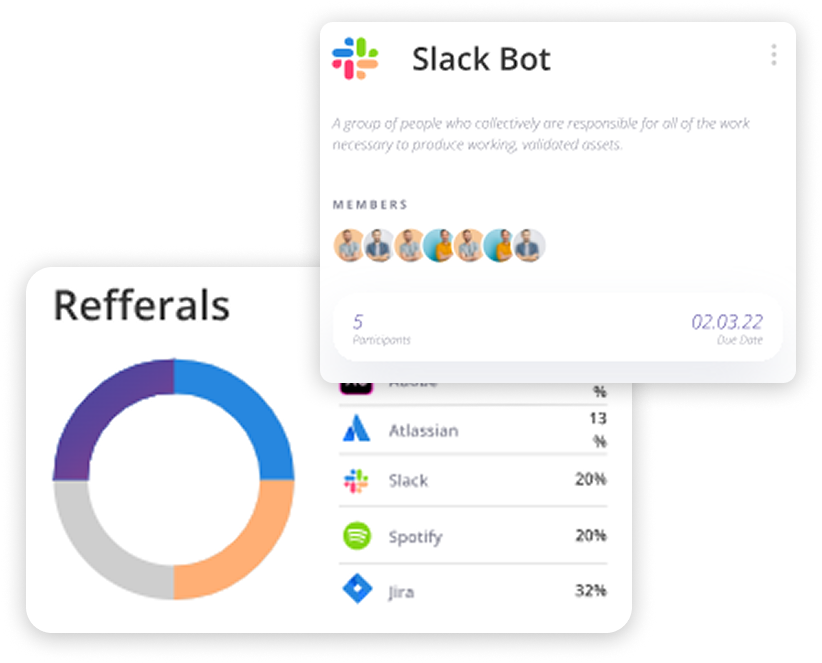 Slack Bot
A group of people who collectively are responsible for all of the work
necessary to produce working, validated assets.
MEMBERS
5
02.03.22
Participants
Due Date
Refferals
Adobe
%
Atlassian
13
%
Slack
20%
Spotify
20%
Jira
32%